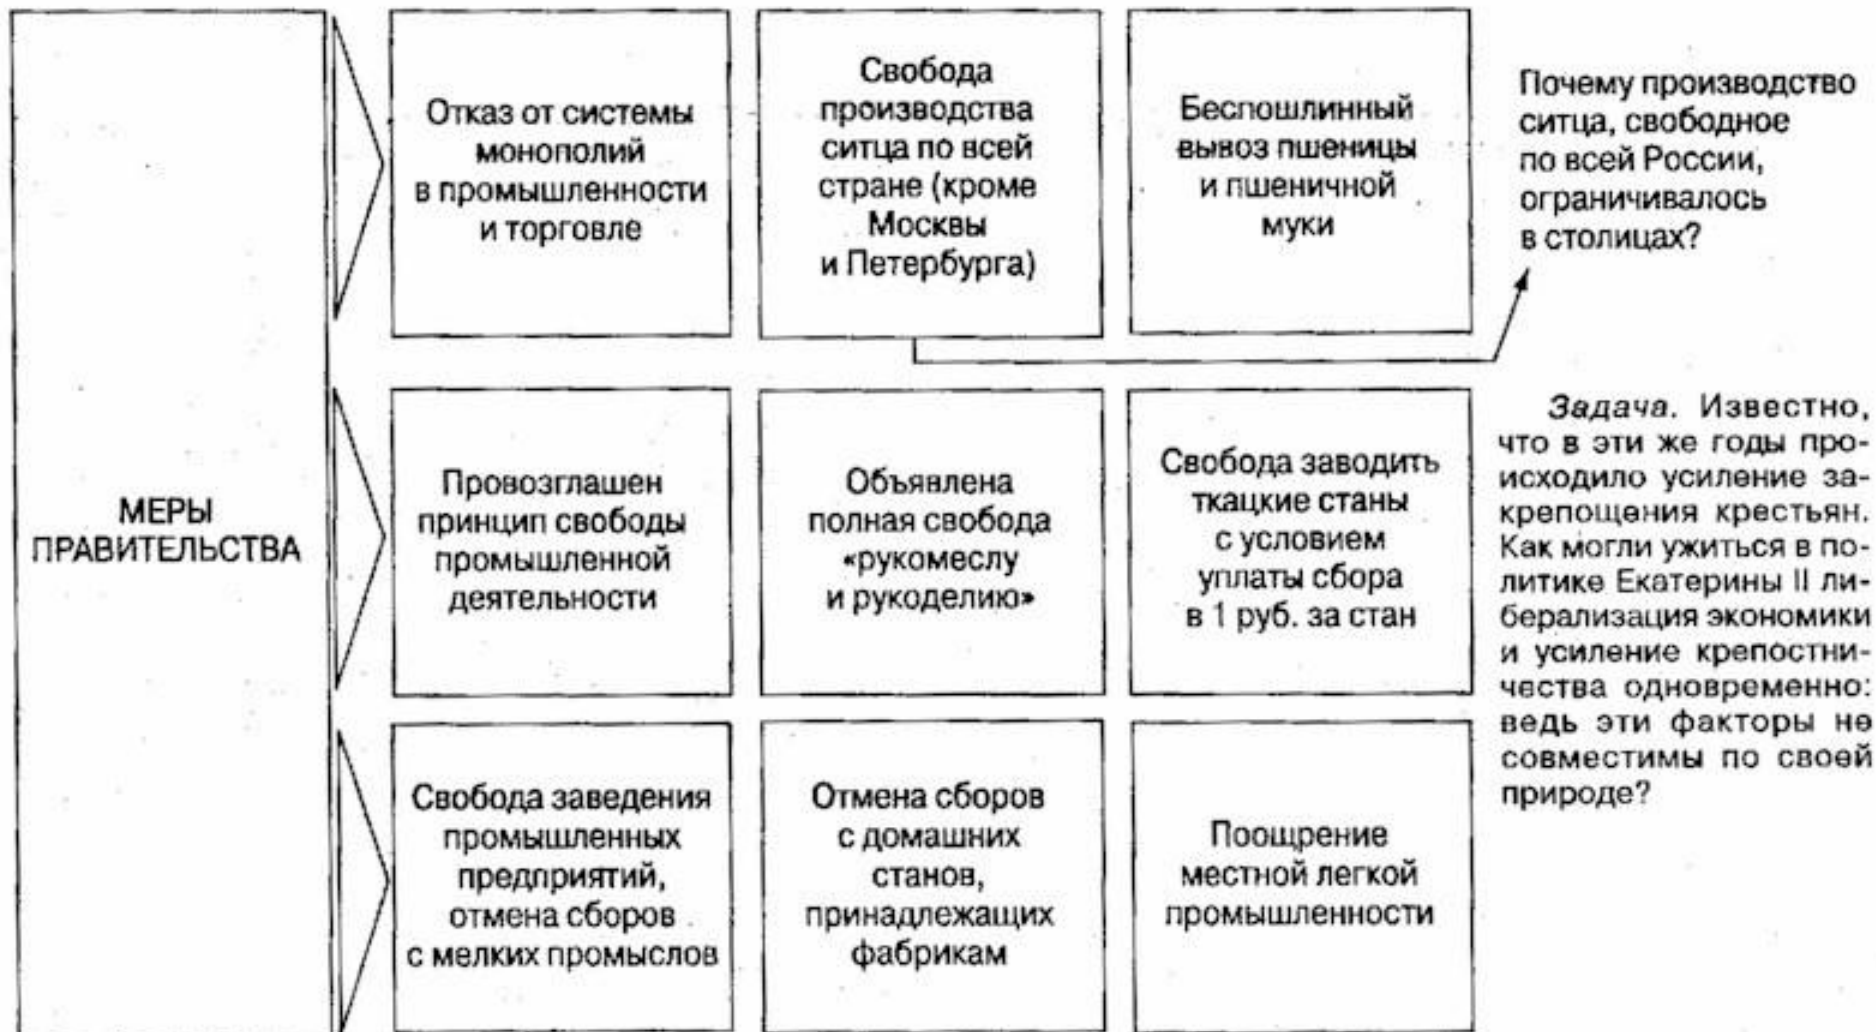 МЕРЫ
ПРАВИТЕЛЬСТВА
Отказ от системы
монополий
в промышленности
и торговле
Свобода
производства
ситца по всей
стране (кроме
Москвы
и Петербурга)
Беспошлинный
вывоз пшеницы
и пшеничной
муки
Почему производство
ситца, свободное
по всей России,
ограничивалось
в столицах?
Провозглашен
принцип свободы
промышленной
деятельности
Объявлена
полная свобода
«рукомеслу
и рукоделию»
Свобода заводить
ткацкие станы
с условием
уплаты сбора
в 1 руб. за стан
Задача. Известно,
что в эти же годы про-
исходило усиление за-
крепощения крестьян.
Как могли ужиться в по-
литике Екатерины II ли-
берализация экономики
и усиление крепостни-
чества одновременно:
ведь эти факторы не
совместимы по своей
природе?
Свобода заведения
промышленных
предприятий,
отмена сборов
с мелких промыслов
Отмена сборов
с домашних
станов,
принадлежащих
фабрикам
Поощрение
местной легкой
промышленности